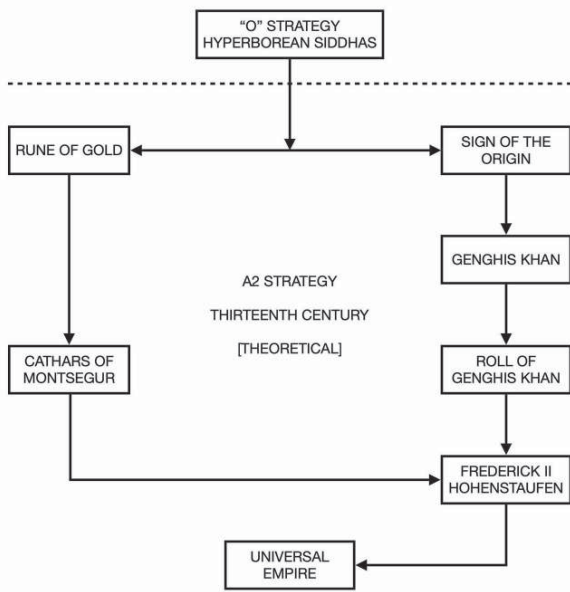 “O” STRATEGY
HYPERBOREAN SIDDHAS
RUNE OF GOLD
SIGN OF THE
ORIGIN
GENGHIS KHAN
A2 STRATEGY
THIRTEENTH CENTURY
[THEORETICAL]
CATHARS OF
MONTSEGUR
ROLL OF
GENGHIS KHAN
FREDERICK II
HOHENSTAUFEN
UNIVERSAL
EMPIRE